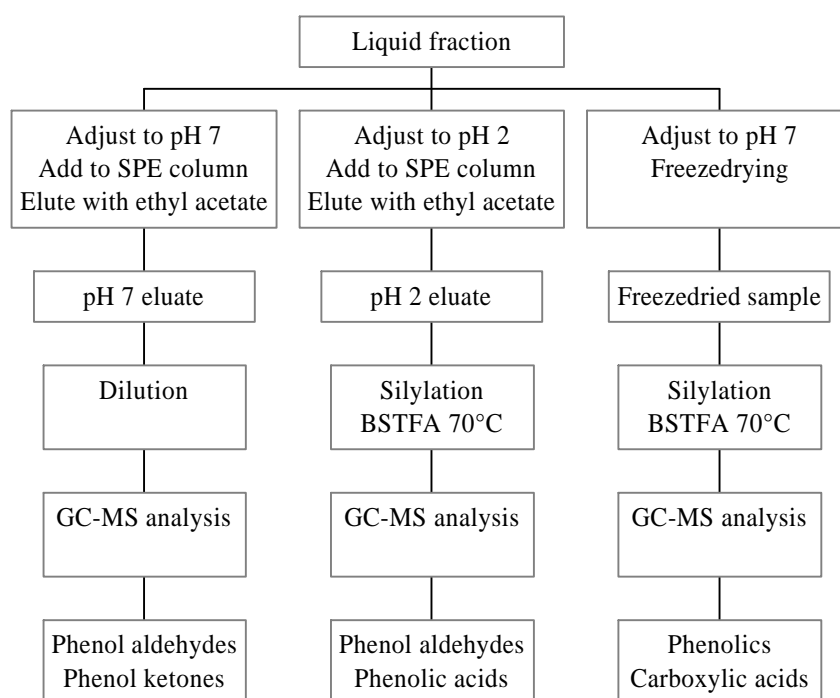 Liquid fraction
Adjust to pH 7
Add to SPE column
Elute with ethyl acetate
Adjust to pH 2
Add to SPE column
Elute with ethyl acetate
Adjust to pH 7
Freezedrying
pH 7 eluate
pH 2 eluate
Freezedried sample
Dilution
Silylation
BSTFA 70°C
Silylation
BSTFA 70°C
GC-MS analysis
GC-MS analysis
GC-MS analysis
Phenol aldehydes
Phenol ketones
Phenol aldehydes
Phenolic acids
Phenolics
Carboxylic acids